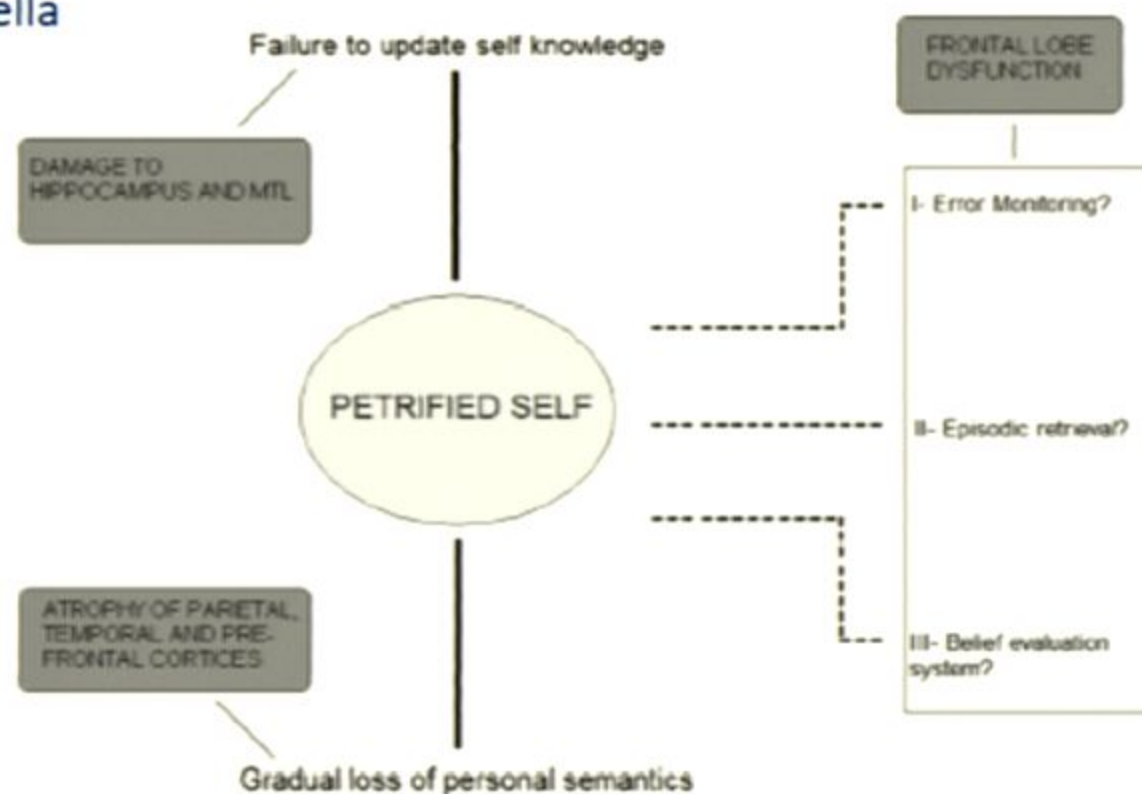 ella
Failure to update self knowledge
FRONTAL LOBE
DYSFUNCTION
DAMAGE TO
HIPPOCAMPUS AND MTL
I- Error Monitoring?
PETRIFIED SELF
II- Episodic retrieval?
ATROPHY OF PARIETAL,
TEMPORAL AND PRE-
FRONTAL CORTICES
III- Belief evaluation
system?
Gradual loss of personal semantics